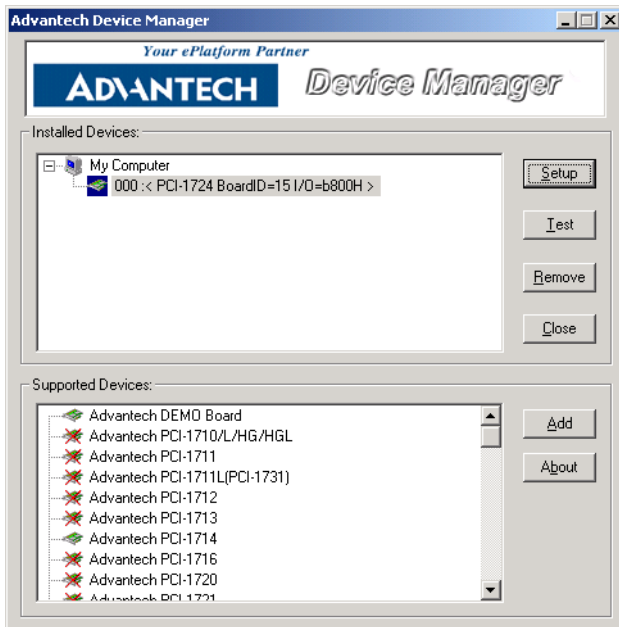 Advantech Device Manager
Your ePlatform Partner
ADVANTECH Device Manager
Installed Devices:
My Computer
000 :< PCI-1724 BoardID=15 I/O=b800H >
Setup
Test
Remove
Close
Supported Devices:
Advantech DEMO Board
Advantech PCI-1710/L/HG/HGL
Advantech PCI-1711
Advantech PCI-1711L(PCI-1731)
Advantech PCI-1712
Advantech PCI-1713
Advantech PCI-1714
Advantech PCI-1716
Advantech PCI-1720
Advantech PCI-1721
Add
About